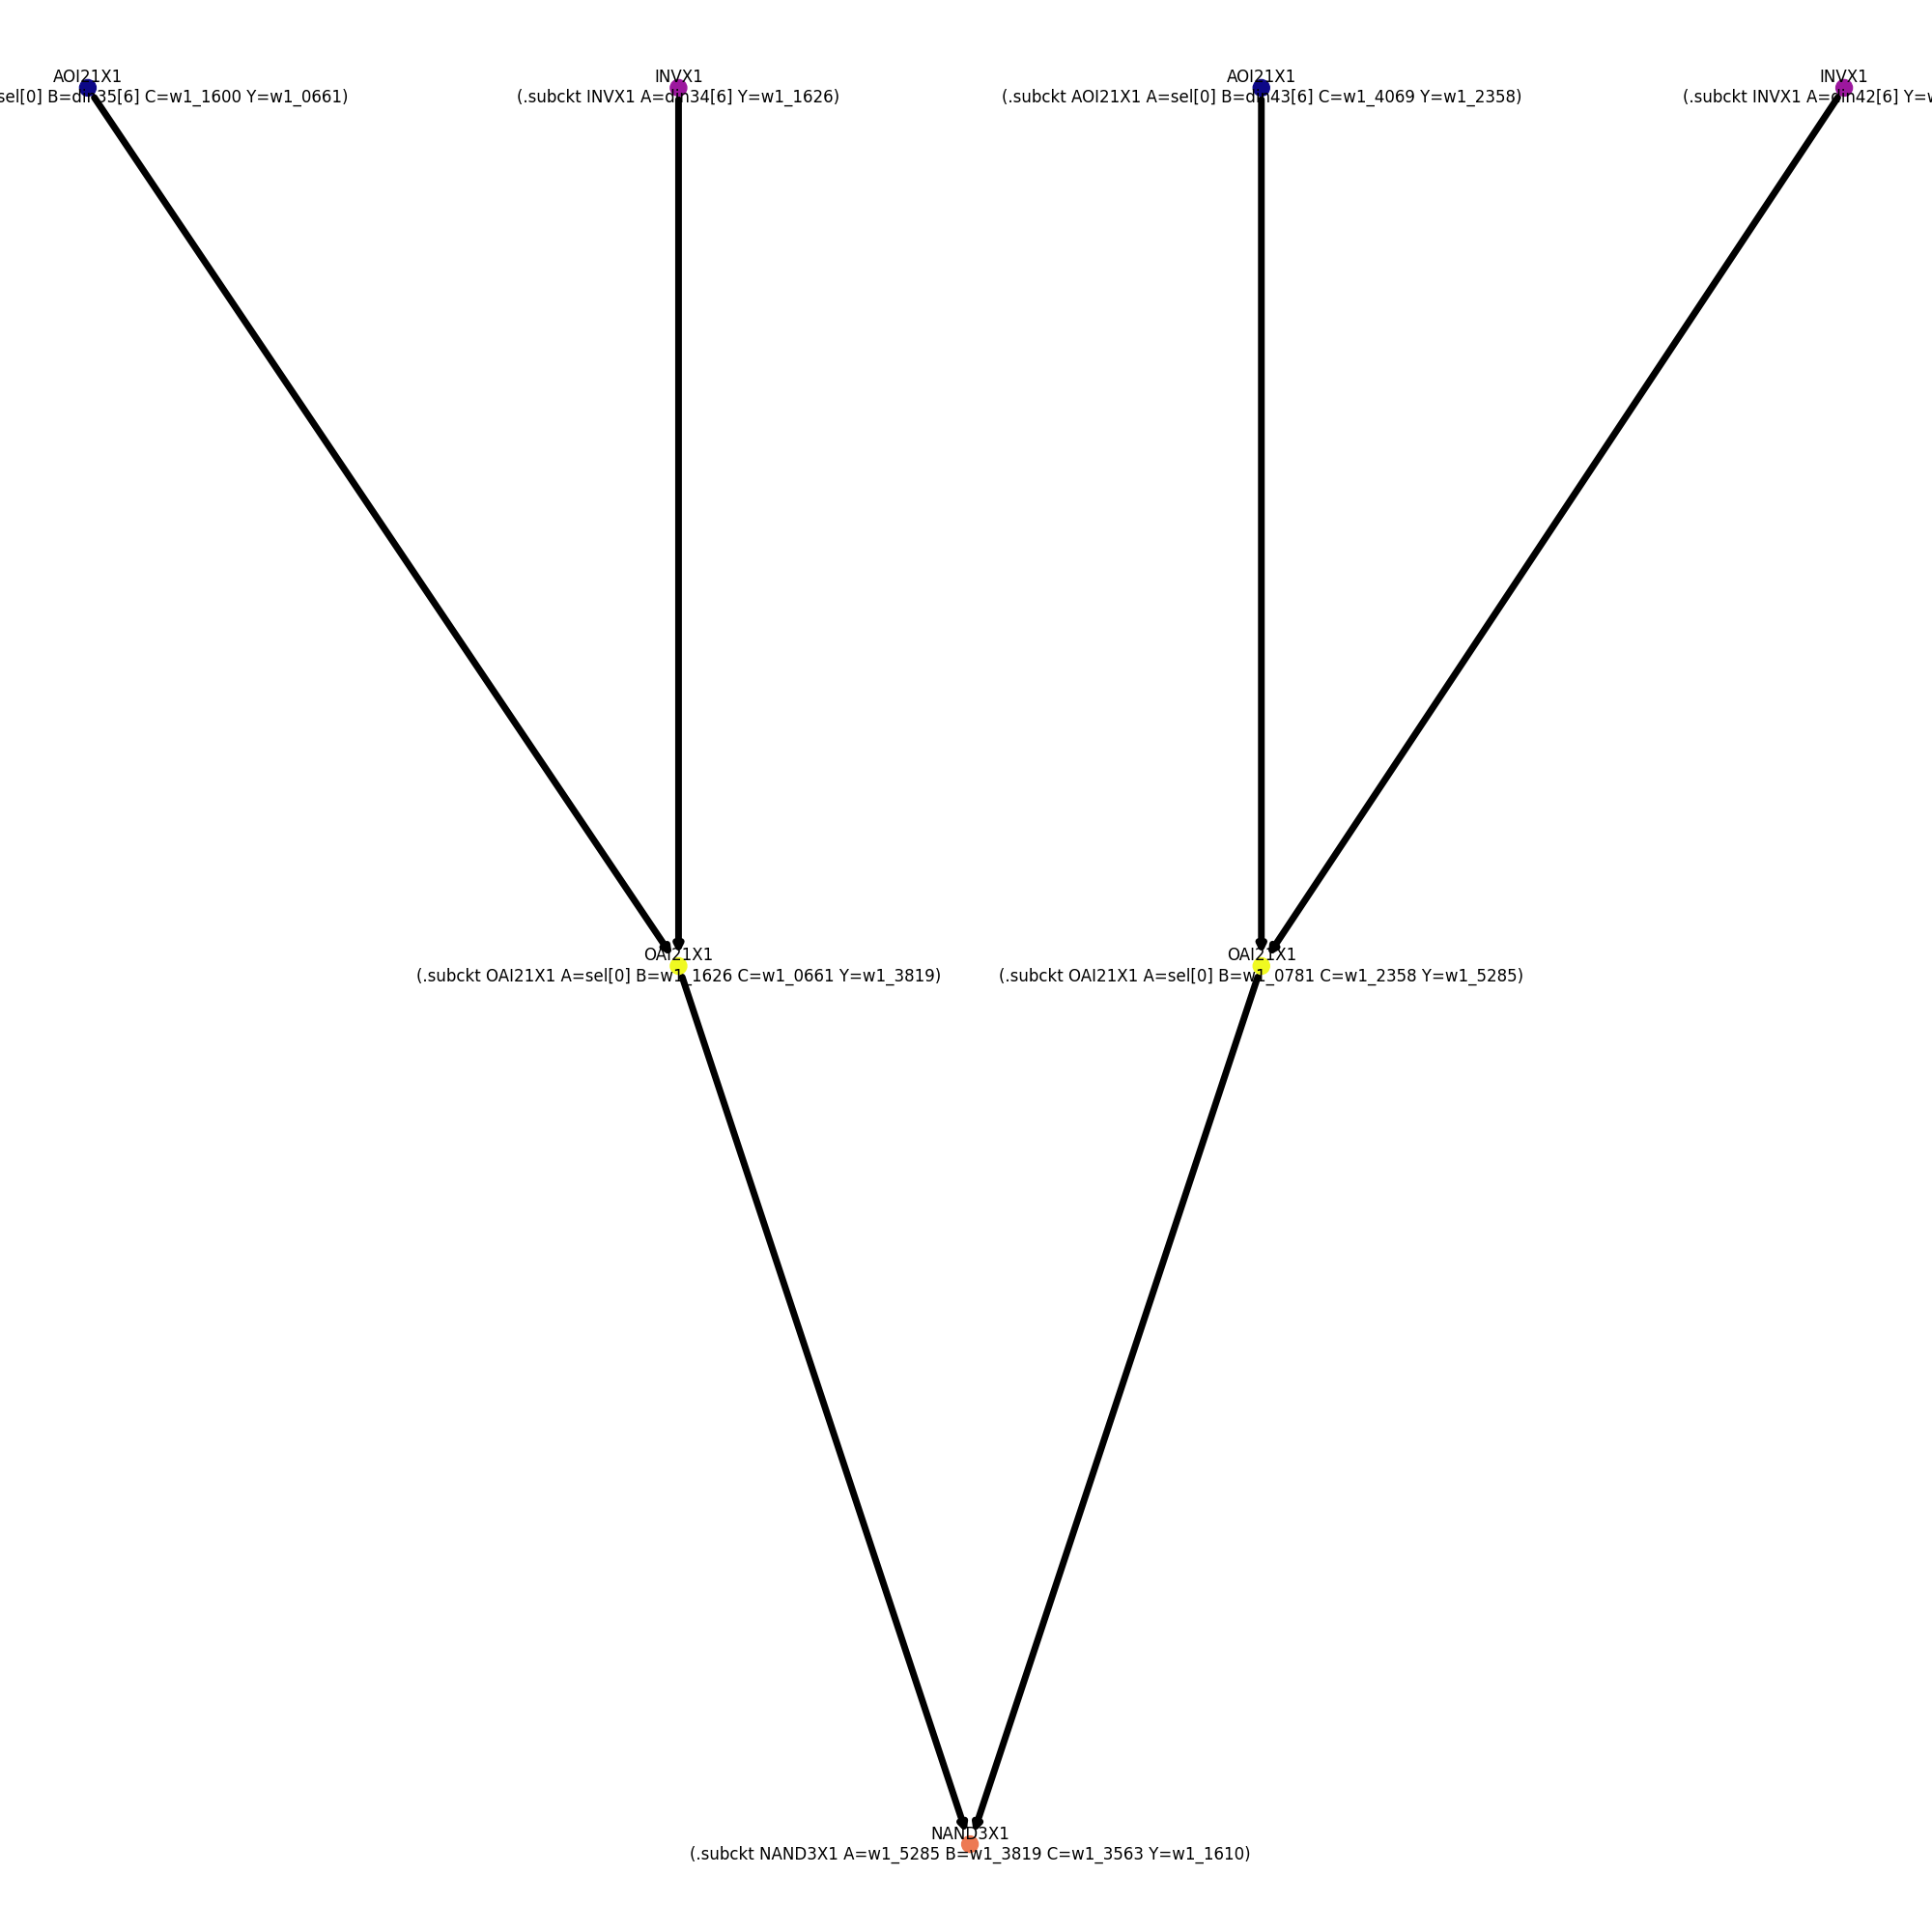 AOI21X1
sel[0] B=din35[6] C=w1_1600 Y=w1_0661)
INVX1
(.subckt INVX1 A=din34[6] Y=w1_1626)
AOI21X1
(.subckt AOI21X1 A=sel[0] B=din43[6] C=w1_4069 Y=w1_2358)
INVX1
(.subckt INVX1 A=din42[6] Y=
OAI21X1
(.subckt OAI21X1 A=sel[0] B=w1_1626 C=w1_0661 Y=w1_3819)
OAI21X1
(.subckt OAI21X1 A=sel[0] B=w1_0781 C=w1_2358 Y=w1_5285)
NAND3X1
(.subckt NAND3X1 A=w1_5285 B=w1_3819 C=w1_3563 Y=w1_1610)